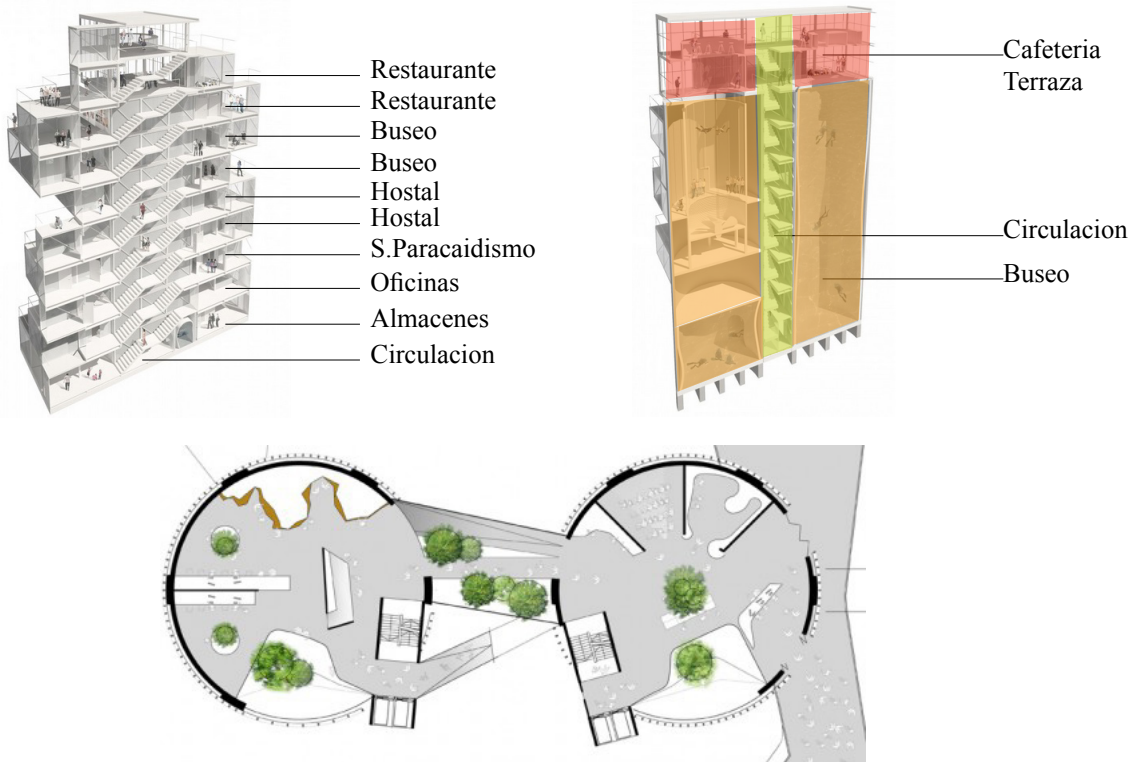 Restaurante
Restaurante
Buseo
Buseo
Hostal
Hostal
S.Paracaidismo
Oficinas
Almacenes
Circulacion
Cafeteria
Terraza
Circulacion
Buseo